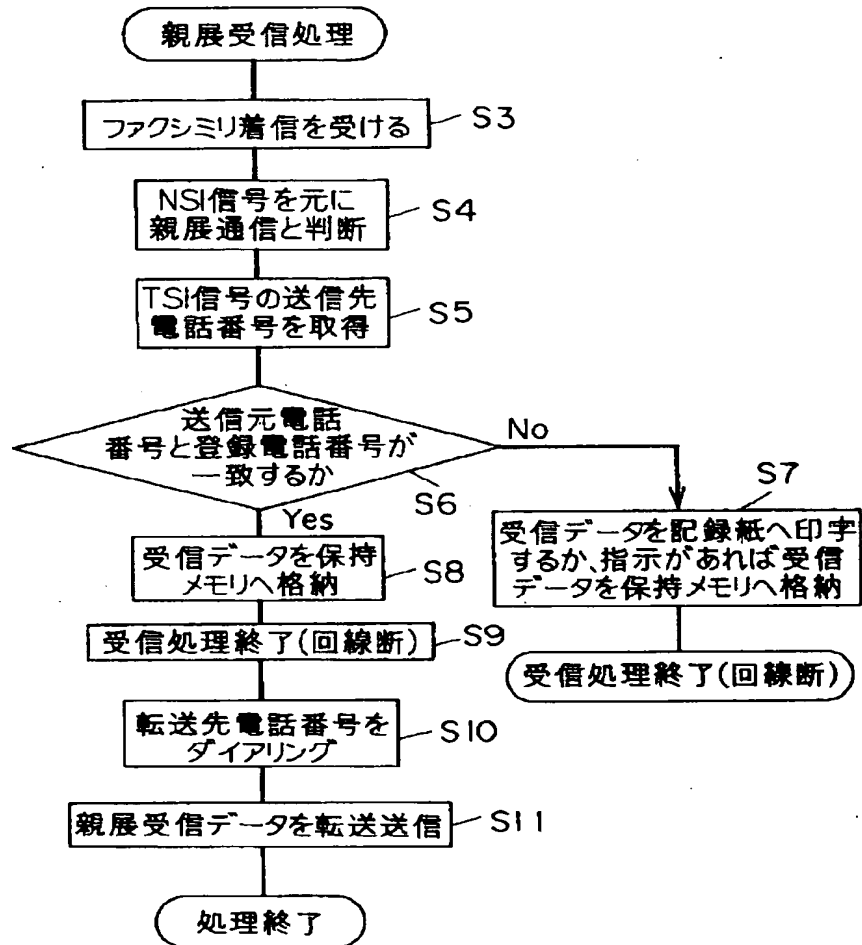 親展受信処理
ファクシミリ着信を受ける
S3
NSI信号を元に
親展通信と判断
S4
TSI信号の送信先
電話番号を取得
S5
送信元電話
番号と登録電話番号が
一致するか
S6
No
Yes
S7
受信データを記録紙へ印字
するか、指示があれば受信
データを保持メモリへ格納
受信処理終了(回線断)
受信データを保持
メモリへ格納
S8
受信処理終了(回線断)
S9
転送先電話番号を
ダイアリング
S10
親展受信データを転送送信
S11
処理終了